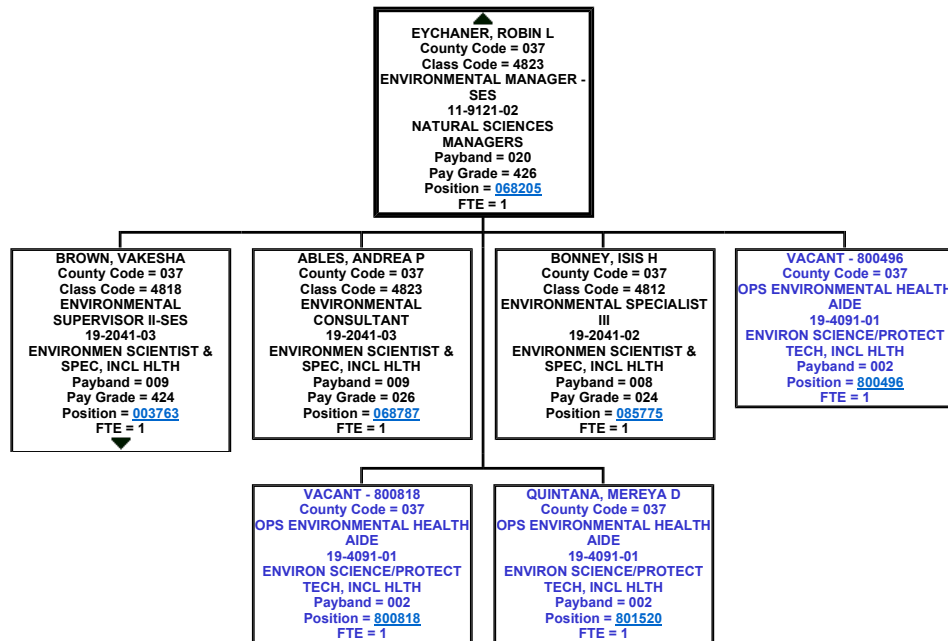 EYCHANER, ROBIN L
County Code = 037
Class Code = 4823
ENVIRONMENTAL MANAGER -
SES
11-9121-02
NATURAL SCIENCES
MANAGERS
Payband = 020
Pay Grade = 426
Position = 068205
FTE = 1
BROWN, VAKESHA
County Code = 037
Class Code = 4818
ENVIRONMENTAL
SUPERVISOR II-SES
19-2041-03
ENVIRONMEN SCIENTIST &
SPEC, INCL HLTH
Payband = 009
Pay Grade = 424
Position = 003763
FTE = 1
ABLES, ANDREA P
County Code = 037
Class Code = 4823
ENVIRONMENTAL
CONSULTANT
19-2041-03
ENVIRONMEN SCIENTIST &
SPEC, INCL HLTH
Payband = 009
Pay Grade = 026
Position = 068787
FTE = 1
BONNEY, ISIS H
County Code = 037
Class Code = 4812
ENVIRONMENTAL SPECIALIST
III
19-2041-02
ENVIRONMEN SCIENTIST &
SPEC, INCL HLTH
Payband = 008
Pay Grade = 024
Position = 085775
FTE = 1
VACANT - 800496
County Code = 037
OPS ENVIRONMENTAL HEALTH
AIDE
19-4091-01
ENVIRON SCIENCE/PROTECT
TECH, INCL HLTH
Payband = 002
Position = 800496
FTE = 1
VACANT - 800818
County Code = 037
OPS ENVIRONMENTAL HEALTH
AIDE
19-4091-01
ENVIRON SCIENCE/PROTECT
TECH, INCL HLTH
Payband = 002
Position = 800818
FTE = 1
QUINTANA, MEREYA D
County Code = 037
OPS ENVIRONMENTAL HEALTH
AIDE
19-4091-01
ENVIRON SCIENCE/PROTECT
TECH, INCL HLTH
Payband = 002
Position = 801520
FTE = 1